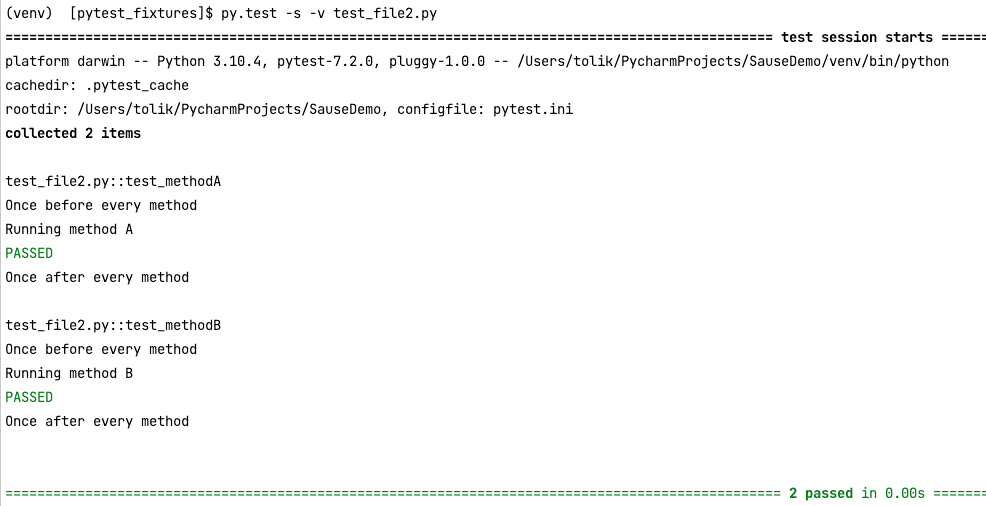 (venv)  [pytest_fixtures]$ py.test -s -v test_file2.py
================================================================================================ test session starts ======
platform darwin -- Python 3.10.4, pytest-7.2.0, pluggy-1.0.0 -- /Users/tolik/PycharmProjects/SauseDemo/venv/bin/python
cachedir: .pytest_cache
rootdir: /Users/tolik/PycharmProjects/SauseDemo, configfile: pytest.ini
collected 2 items
test_file2.py::test_methodA
Once before every method
Running method A
PASSED
Once after every method
test_file2.py::test_methodB
Once before every method
Running method B
PASSED
Once after every method
================================================================================================= 2 passed in 0.00s =======